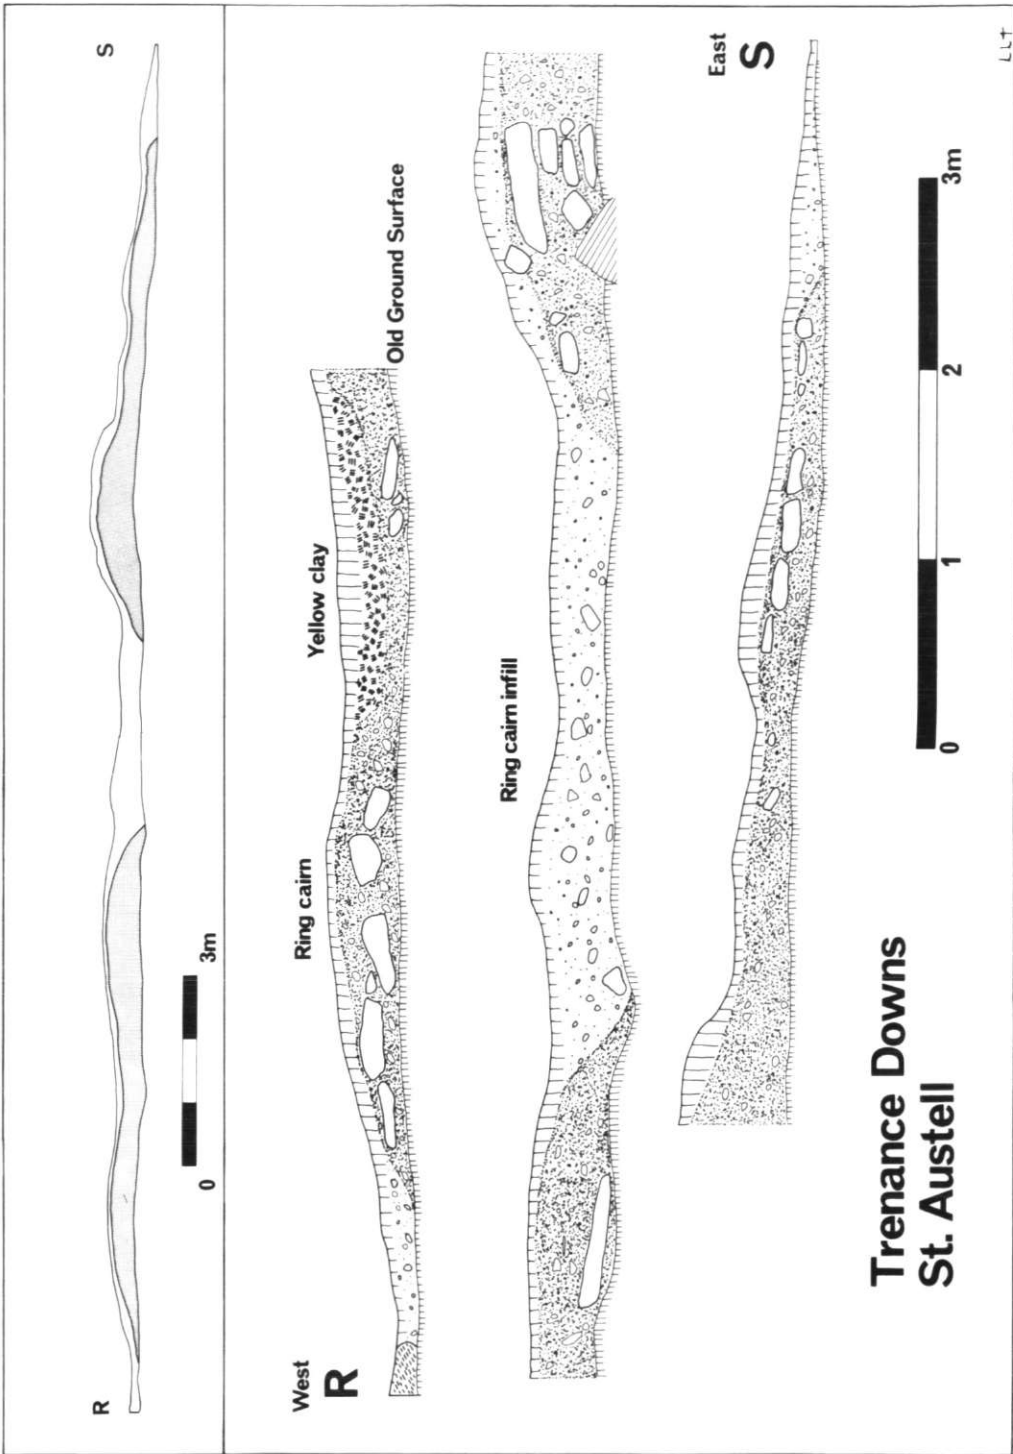 R
S
0
3m
West
R
Ring cairn
Yellow clay
Old Ground Surface
Ring cairn infill
East
S
Trenance Downs
St. Austell
0
1
2
3m